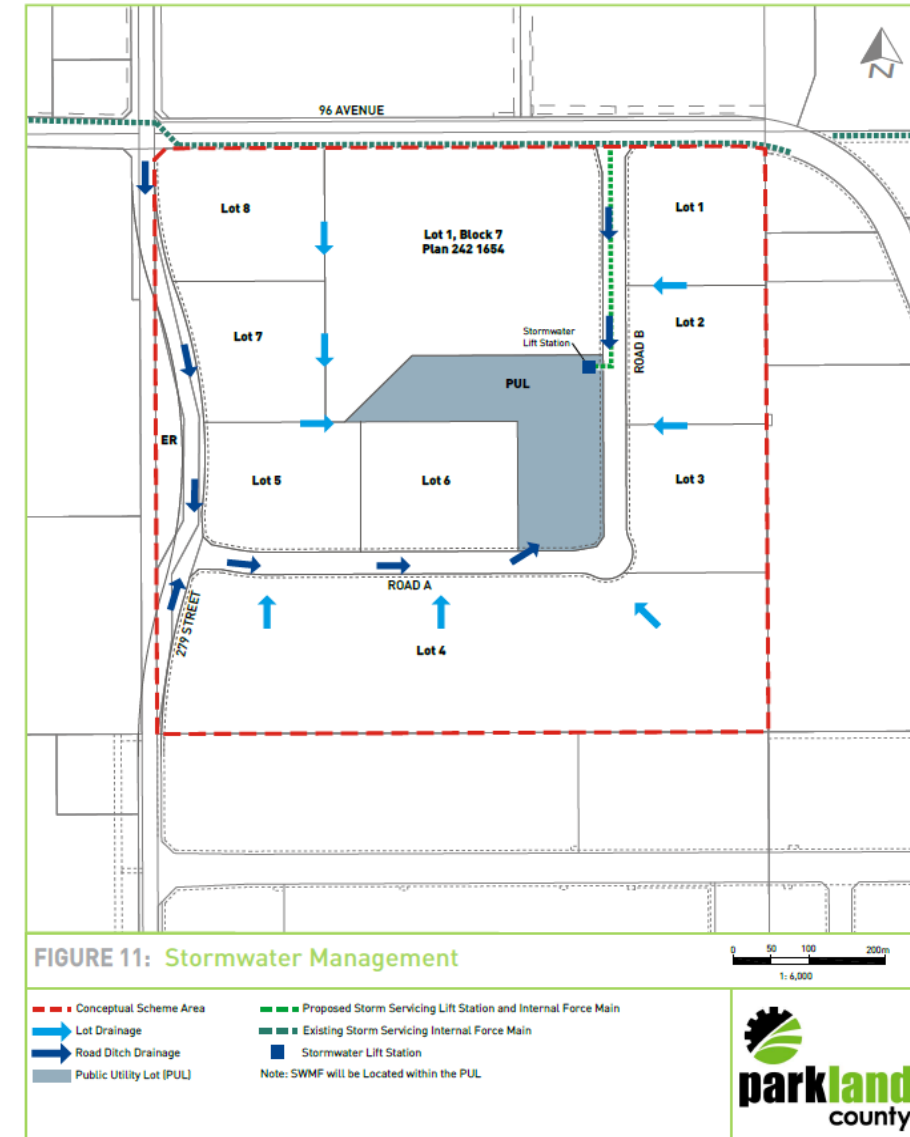 N
96 AVENUE
Lot 8
Lot 1
Lot 1, Block 7
Plan 242 1654
Lot 7
Lot 2
Stormwater
Lift Station
ROAD B
PUL
ER
Lot 5
Lot 6
Lot 3
ROAD A
279 STREET
Lot 4
FIGURE 11: Stormwater Management
0 50 100 200m
1: 6,000
Conceptual Scheme Area
Lot Drainage
Road Ditch Drainage
Public Utility Lot (PUL)
Proposed Storm Servicing Lift Station and Internal Force Main
Existing Storm Servicing Internal Force Main
Stormwater Lift Station
Note: SWMF will be Located within the PUL
parkland
county